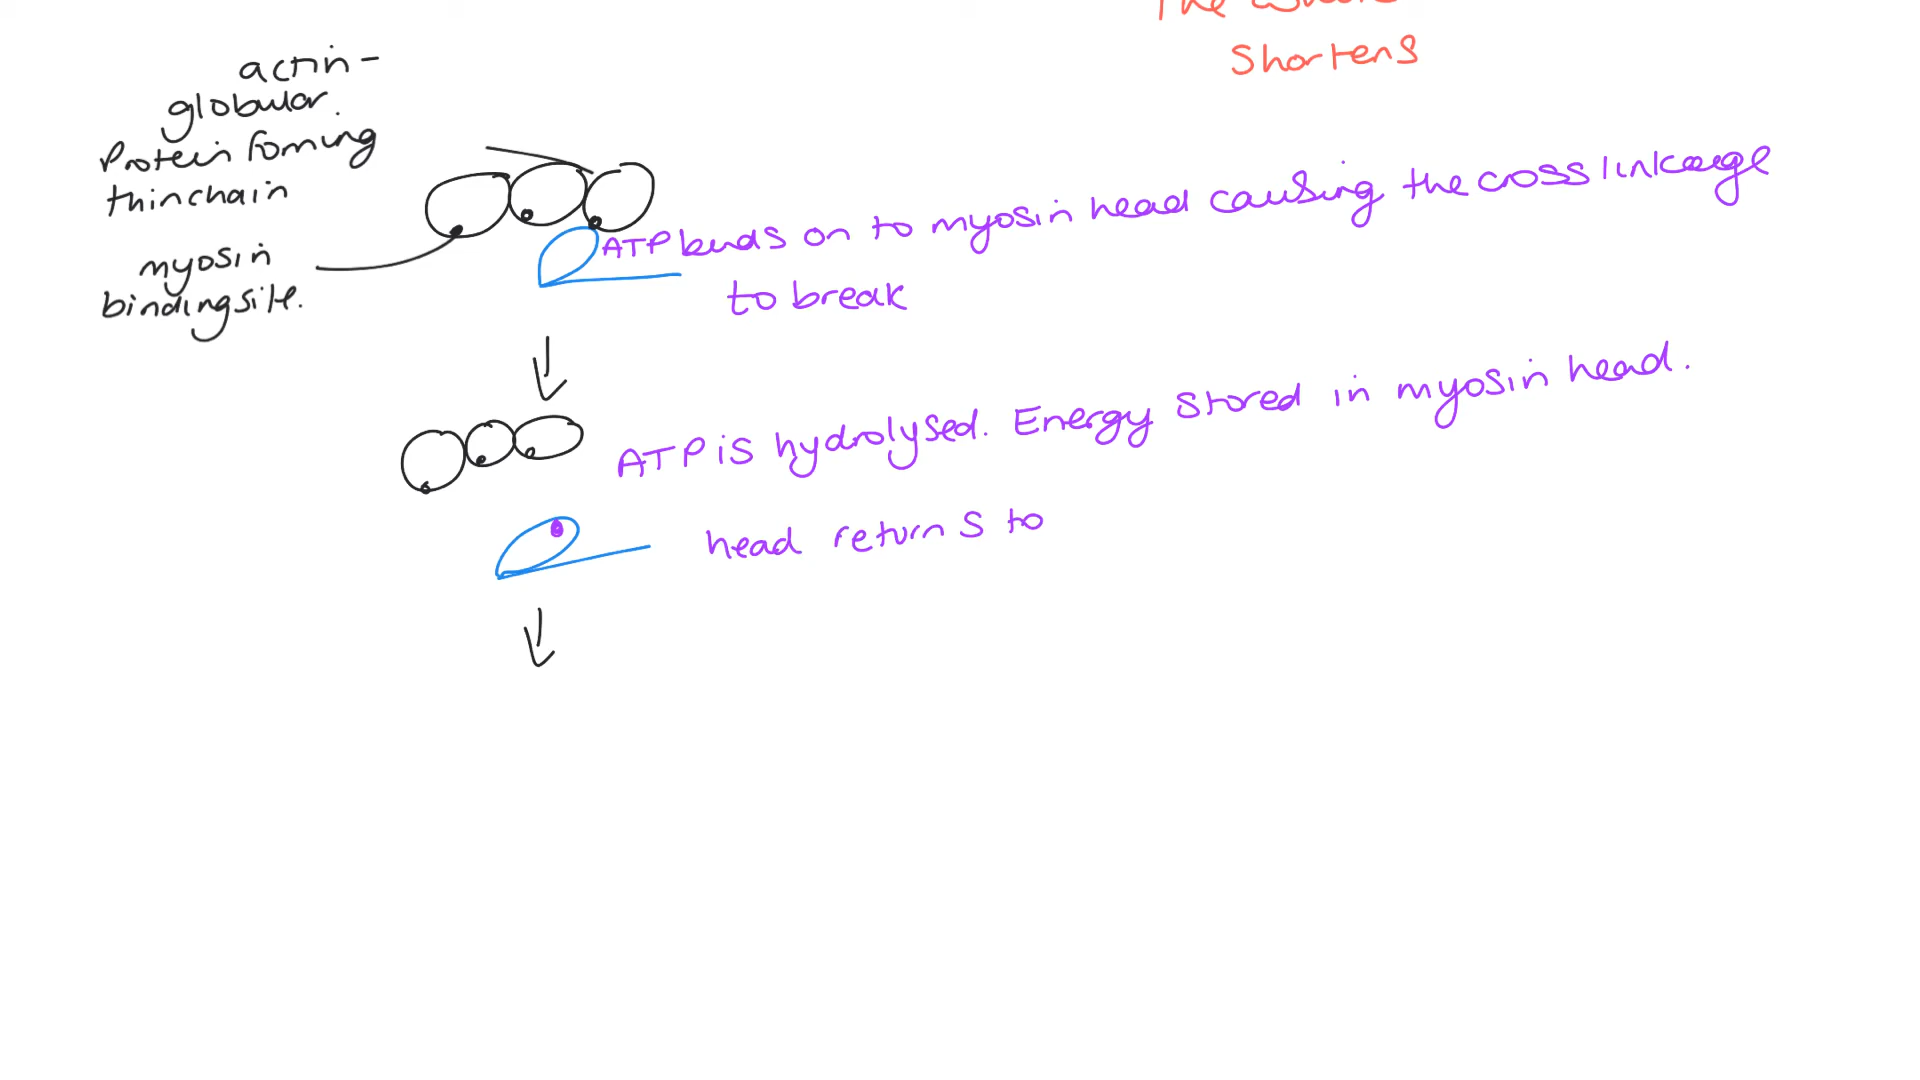 Shortens
actin -
globular.
Protein forming
thin chain
myosin
binding site.
ATP binds on to myosin head causing the cross linkage
to break
ATP is hydrolysed. Energy stored in myosin head.
head returns to